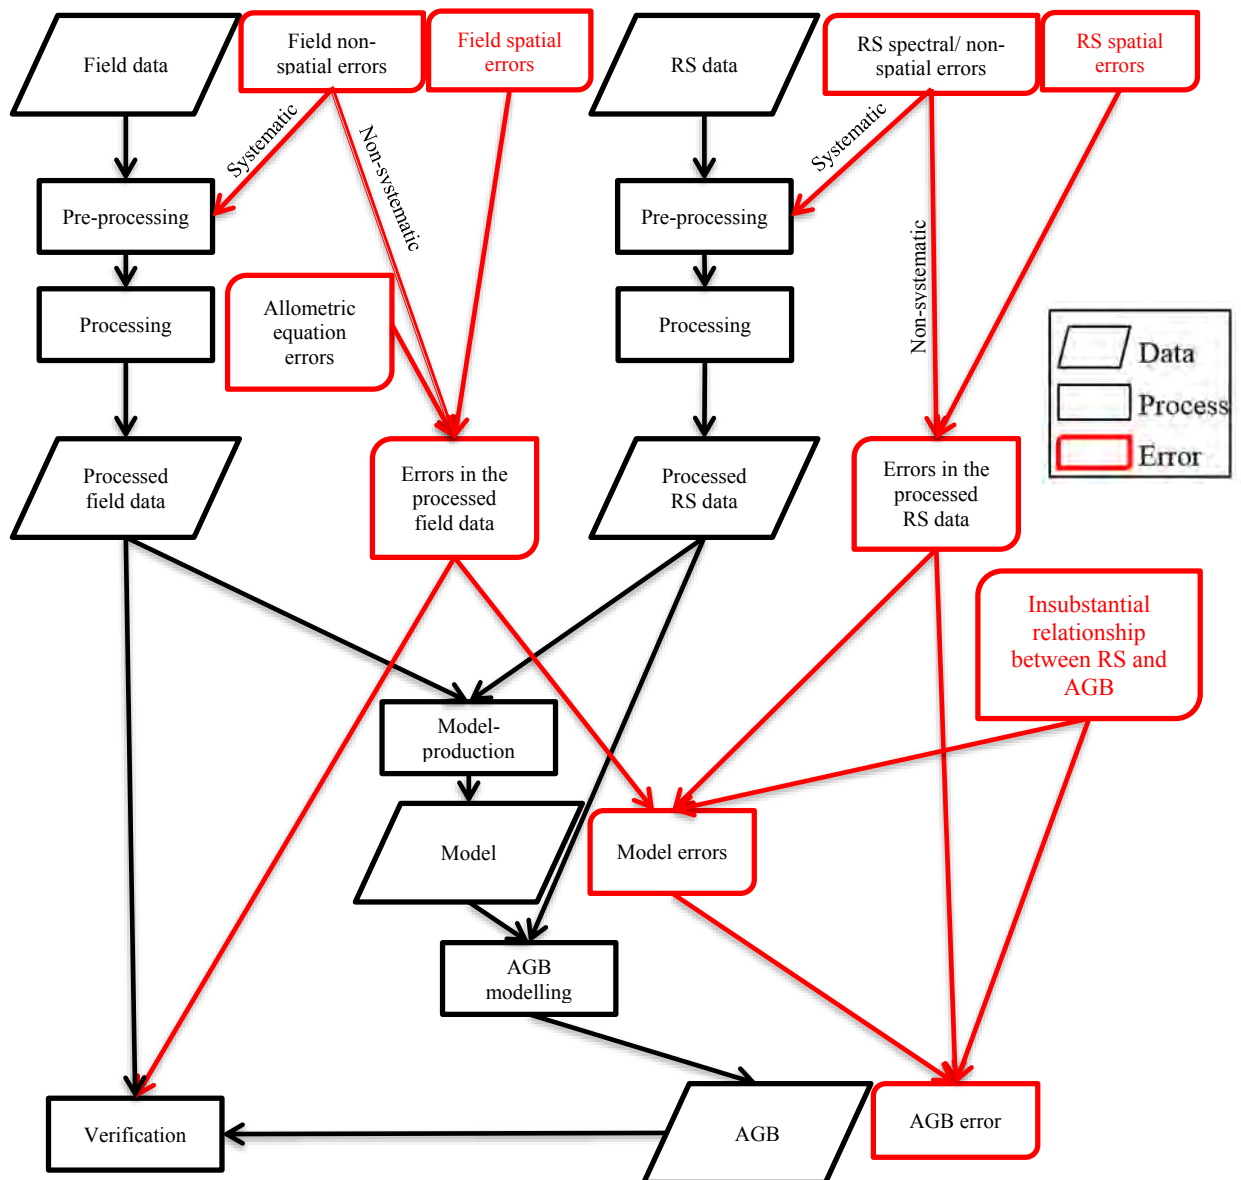 Field data
Field non-
spatial errors
Field spatial
errors
RS data
RS spectral/ non-
spatial errors
RS spatial
errors
Systematic
Non-systematic
Systematic
Non-systematic
Pre-processing
Pre-processing
Processing
Allometric
equation
errors
Processing
Data
Process
Error
Processed
field data
Errors in the
processed
field data
Processed
RS data
Errors in the
processed
RS data
Insubstantial
relationship
between RS and
AGB
Model-
production
Model
Model errors
AGB
modelling
Verification
AGB
AGB error